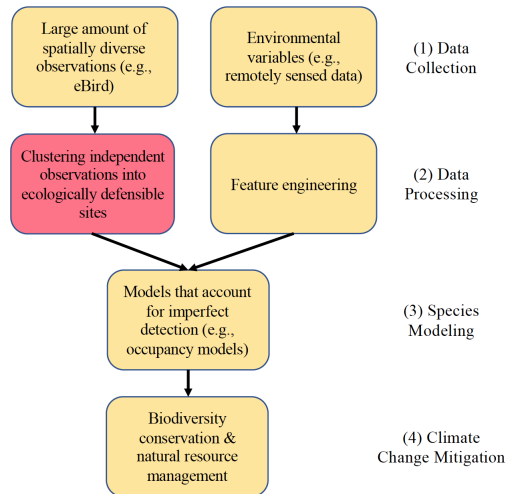 Large amount of
spatially diverse
observations (e.g.,
eBird)
Environmental
variables (e.g.,
remotely sensed
data)
(1) Data
Collection
Clustering independent
observations into
ecologically defensible
sites
Feature engineering
(2) Data
Processing
Models that account
for imperfect
detection (e.g.,
occupancy models)
(3) Species
Modeling
Biodiversity
conservation &
natural resource
management
(4) Climate
Change Mitigation